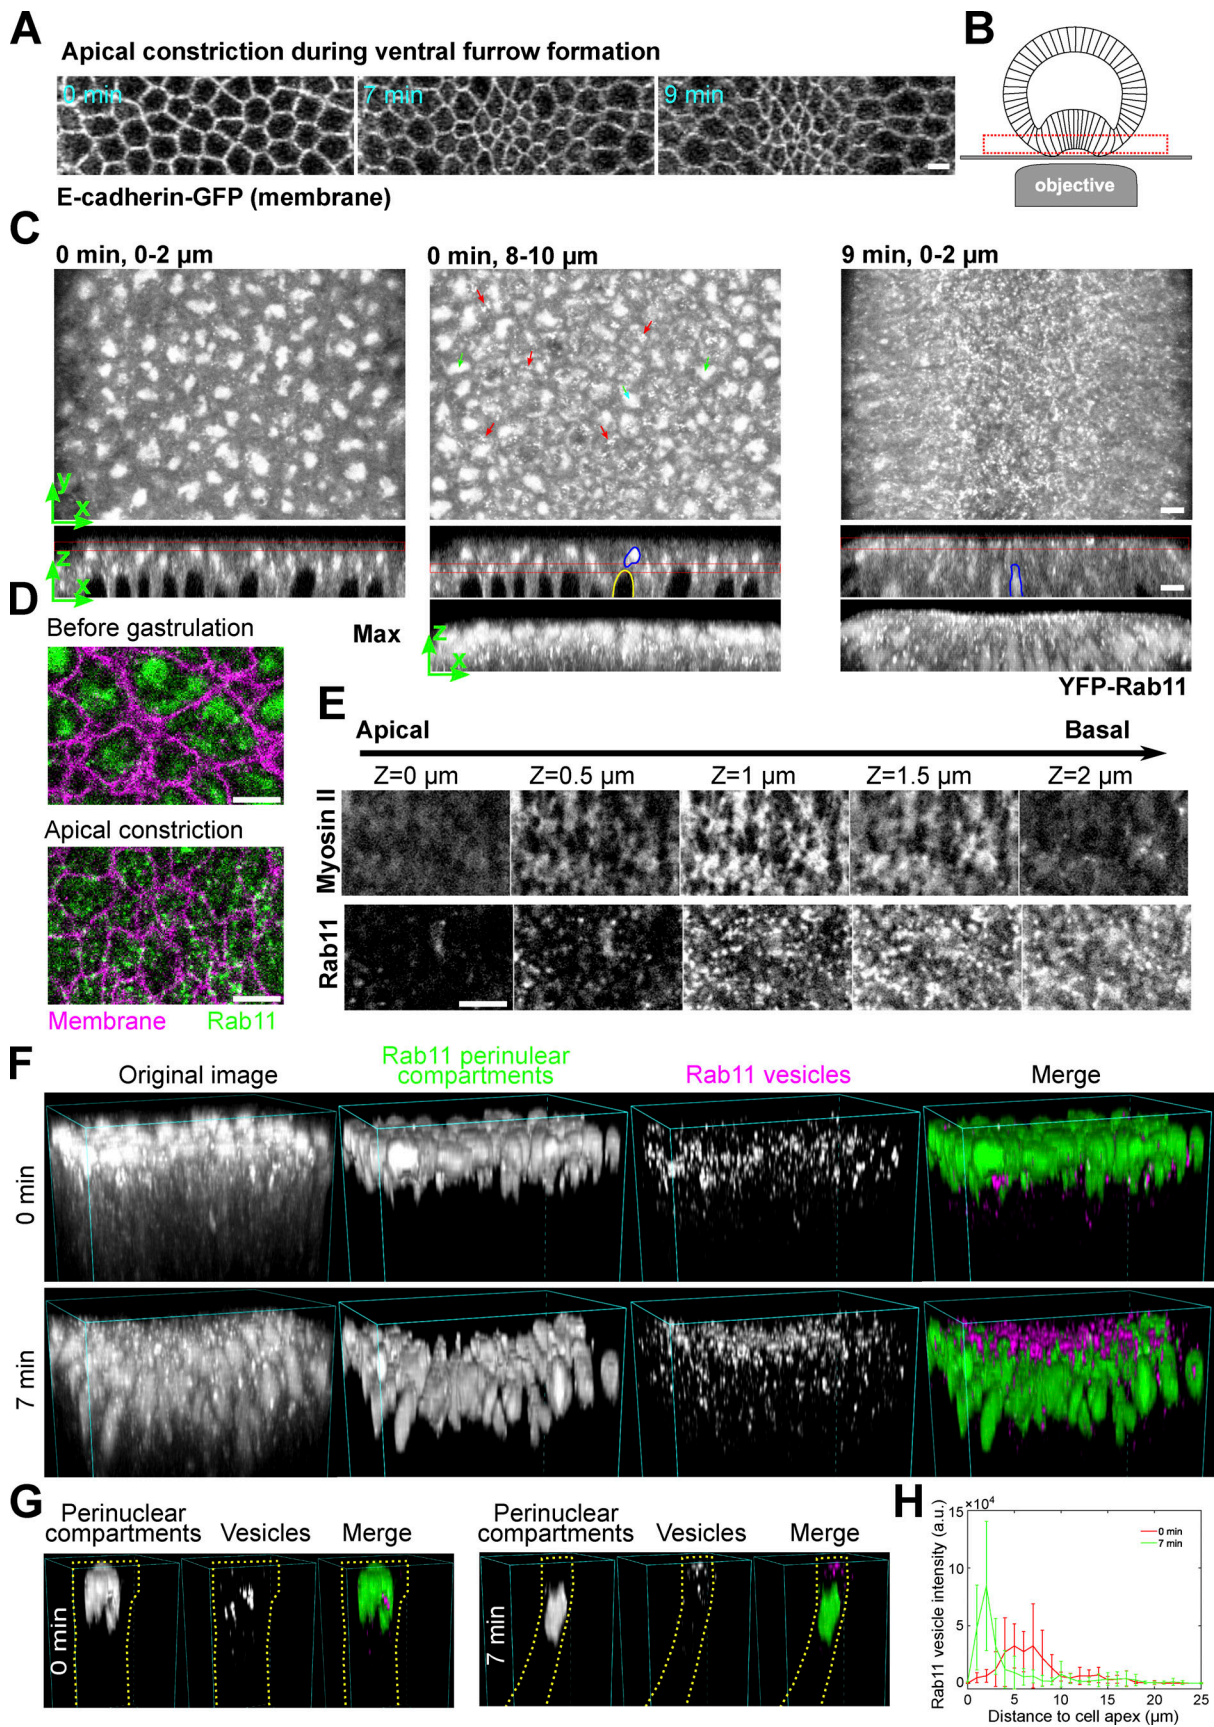 A
Apical constriction during ventral furrow formation
0 min
7 min
9 min
E-cadherin-GFP (membrane)
B
objective
C
0 min, 0-2 µm
0 min, 8-10 µm
9 min, 0-2 µm
y
x
z
x
Max
z
x
YFP-Rab11
D
Before gastrulation
Apical constriction
Membrane
Rab11
E
Apical
Basal
Z=0 µm
Z=0.5 µm
Z=1 µm
Z=1.5 µm
Z=2 µm
Myosin II
Rab11
F
Original image
Rab11 perinulear
compartments
Rab11 vesicles
Merge
0 min
7 min
G
Perinuclear
compartments
Vesicles
Merge
0 min
Perinuclear
compartments
Vesicles
Merge
7 min
H
×10⁴
15
10
5
0
0 min
7 min
Rab11 vesicle intensity (a.u.)
0 5 10 15 20 25
Distance to cell apex (µm)